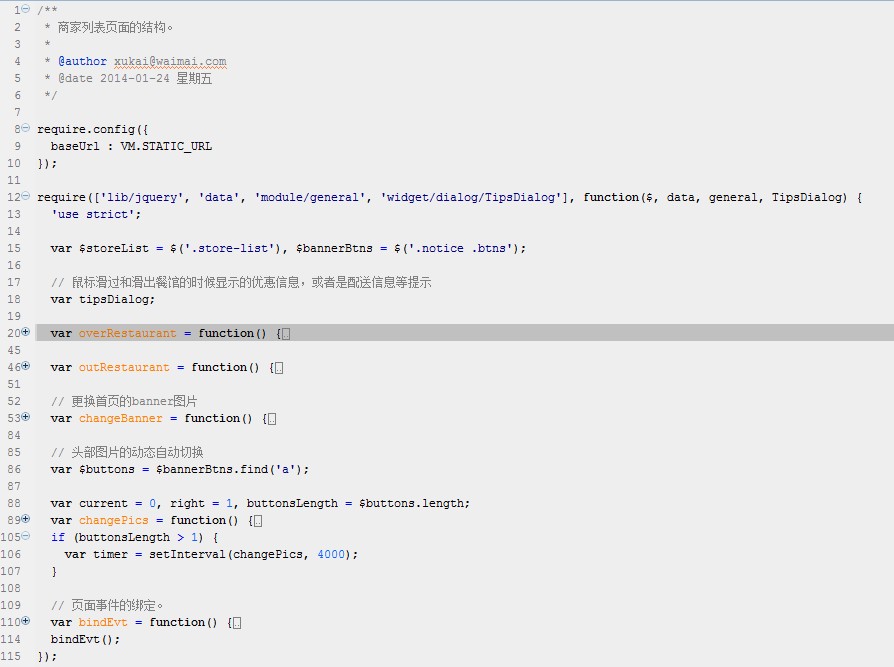 1 /**
2  * 商家列表页面的结构。
3  *
4  * @author xukai@waimai.com
5  * @date 2014-01-24 星期五
6  */
7
8 require.config({
9   baseUrl : VM.STATIC_URL
10 });
11
12 require(['lib/jquery', 'data', 'module/general', 'widget/dialog/TipsDialog'], function($, data, general, TipsDialog) {
13   'use strict';
14
15   var $storeList = $('.store-list'), $bannerBtns = $('.notice .btns');
16
17   // 鼠标滑过和滑出餐馆的时候显示的优惠信息，或者是配送信息等提示
18   var tipsDialog;
19
20   var overRestaurant = function() {
45
46   var outRestaurant = function() {
51
52   // 更换首页的banner图片
53   var changeBanner = function() {
84
85   // 头部图片的动态自动切换
86   var $buttons = $bannerBtns.find('a');
87
88   var current = 0, right = 1, buttonsLength = $buttons.length;
89   var changePics = function() {
105   if (buttonsLength > 1) {
106     var timer = setInterval(changePics, 4000);
107   }
108
109   // 页面事件的绑定。
110   var bindEvt = function() {
114   bindEvt();
115 });